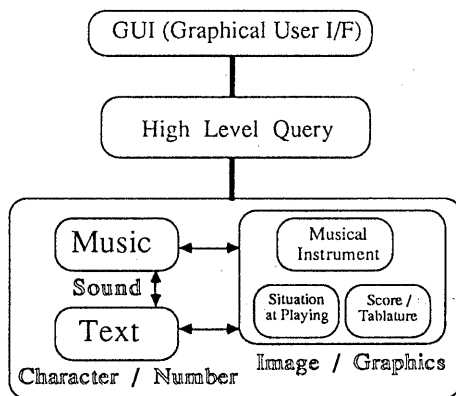 GUI (Graphical User I/F)
High Level Query
Music
Sound
Text
Character / Number
Musical
Instrument
Situation
at Playing
Score /
Tablature
Image / Graphics